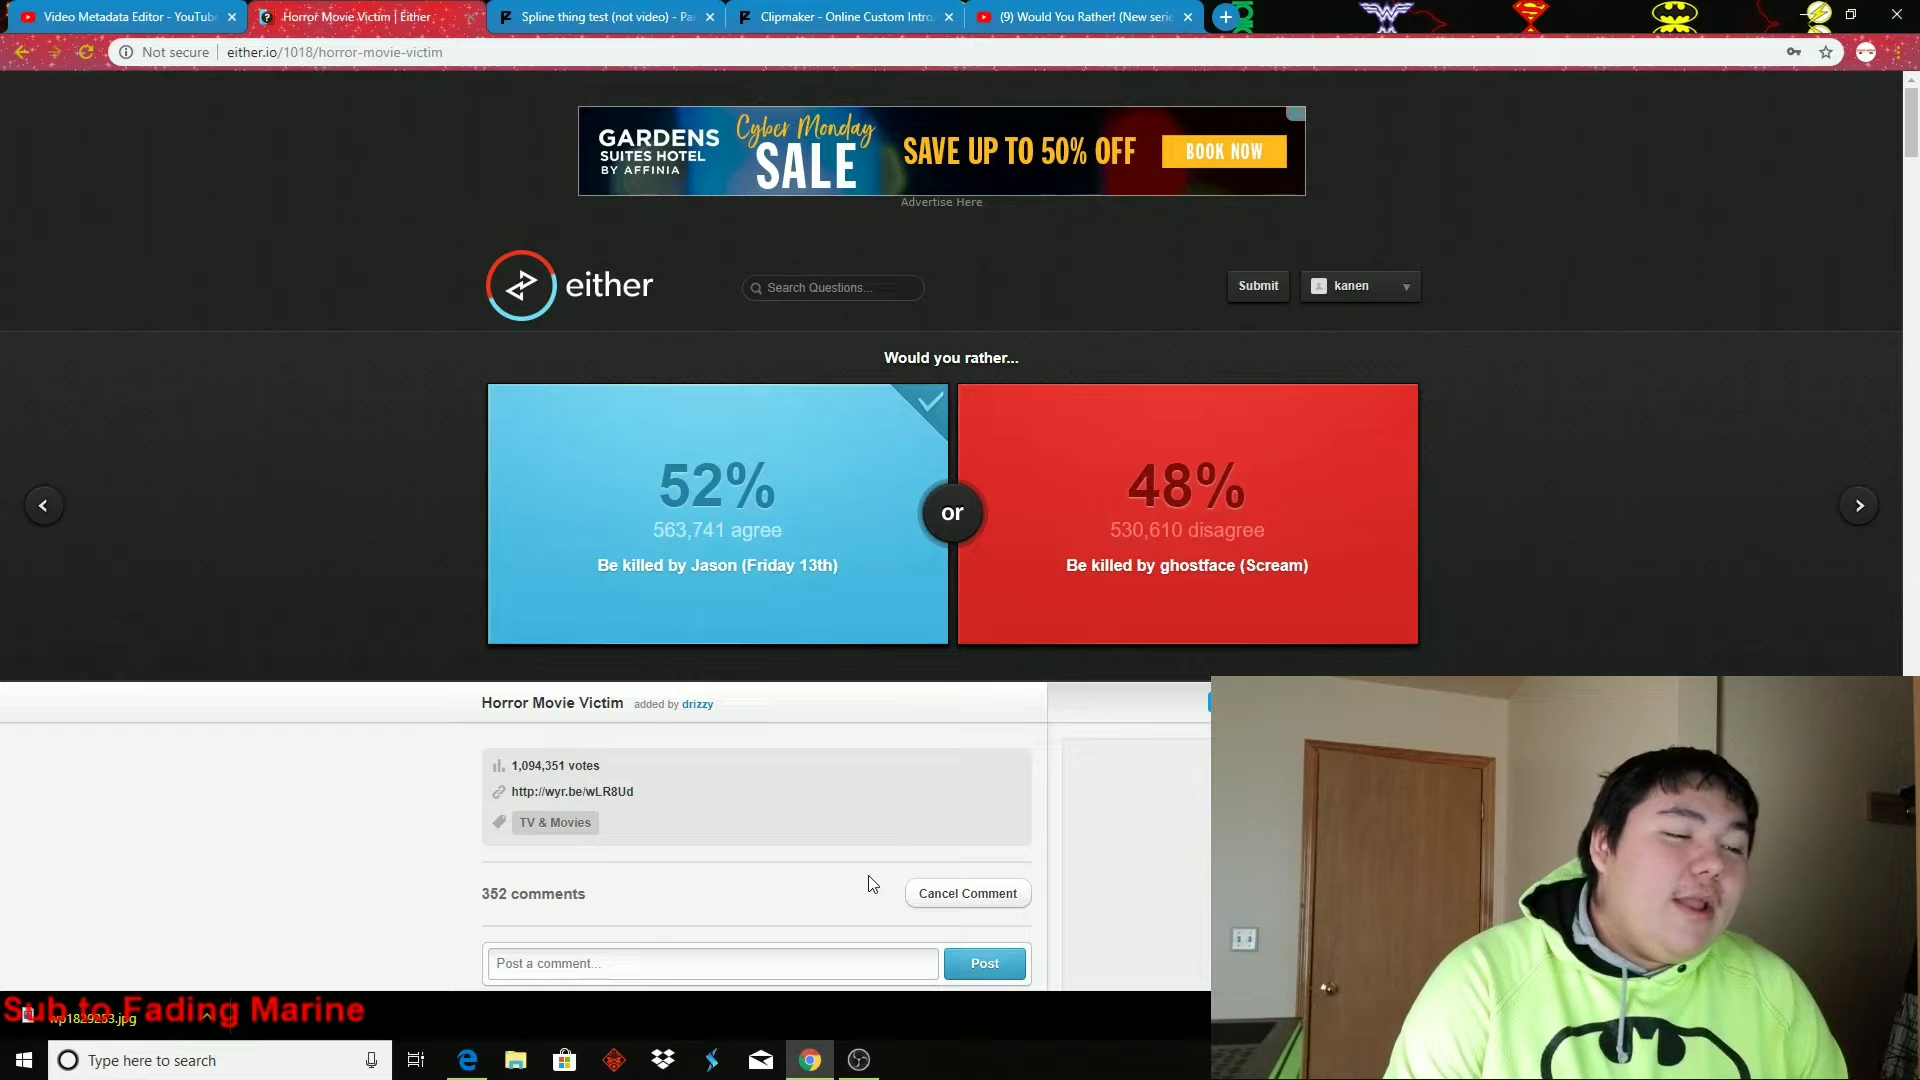 Video Metadata Editor - YouTube
Horror Movie Victim | Either
Spline thing test (not video) - Pa
Clipmaker - Online Custom Intro
(9) Would You Rather! (New serie
Not secure
either.io/1018/horror-movie-victim
GARDENS
SUITES HOTEL
BY AFFINIA
Cyber Monday
SALE
SAVE UP TO 50% OFF
BOOK NOW
Advertise Here
either
Search Questions...
Submit
kanen
Would you rather...
52%
563,741 agree
Be killed by Jason (Friday 13th)
or
48%
530,610 disagree
Be killed by ghostface (Scream)
Horror Movie Victim added by drizzy
1,094,351 votes
http://wyr.be/wLR8Ud
TV & Movies
352 comments
Cancel Comment
Post a comment...
Post
Sub to Fading Marine
wp1829253.jpg
Type here to search